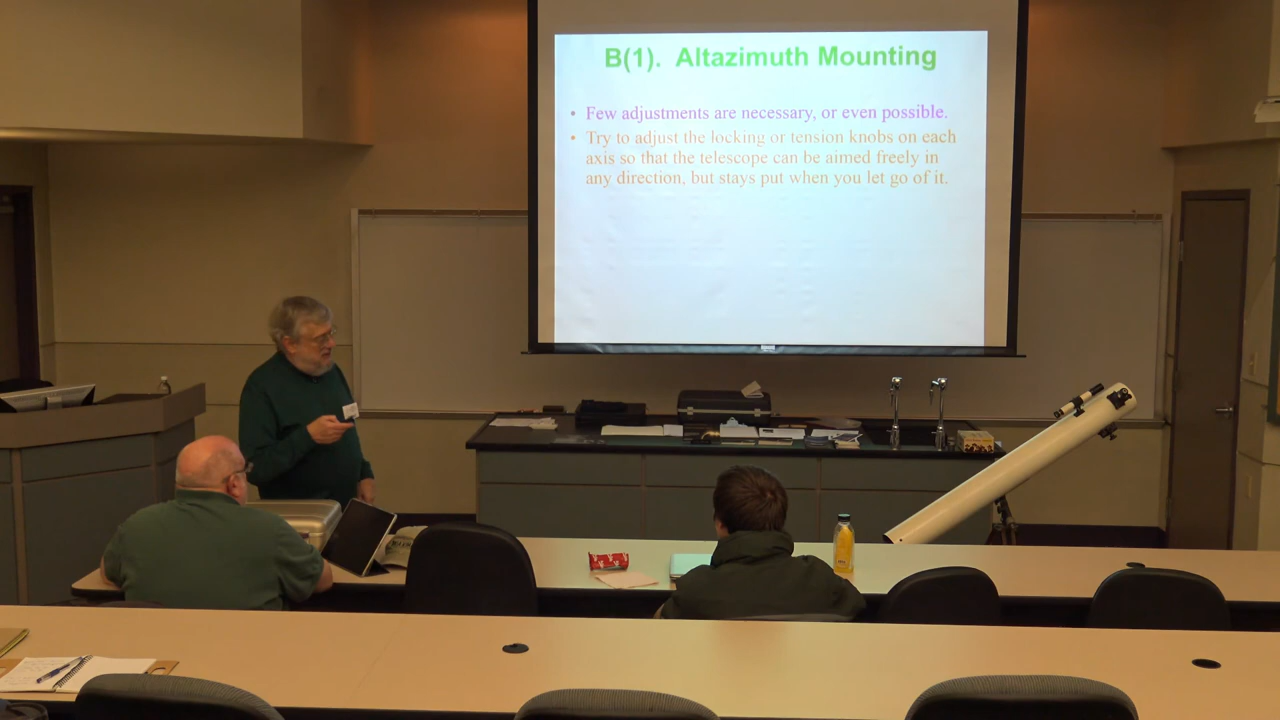 B(1).  Altazimuth Mounting
• Few adjustments are necessary, or even possible.
• Try to adjust the locking or tension knobs on each
axis so that the telescope can be aimed freely in
any direction, but stays put when you let go of it.